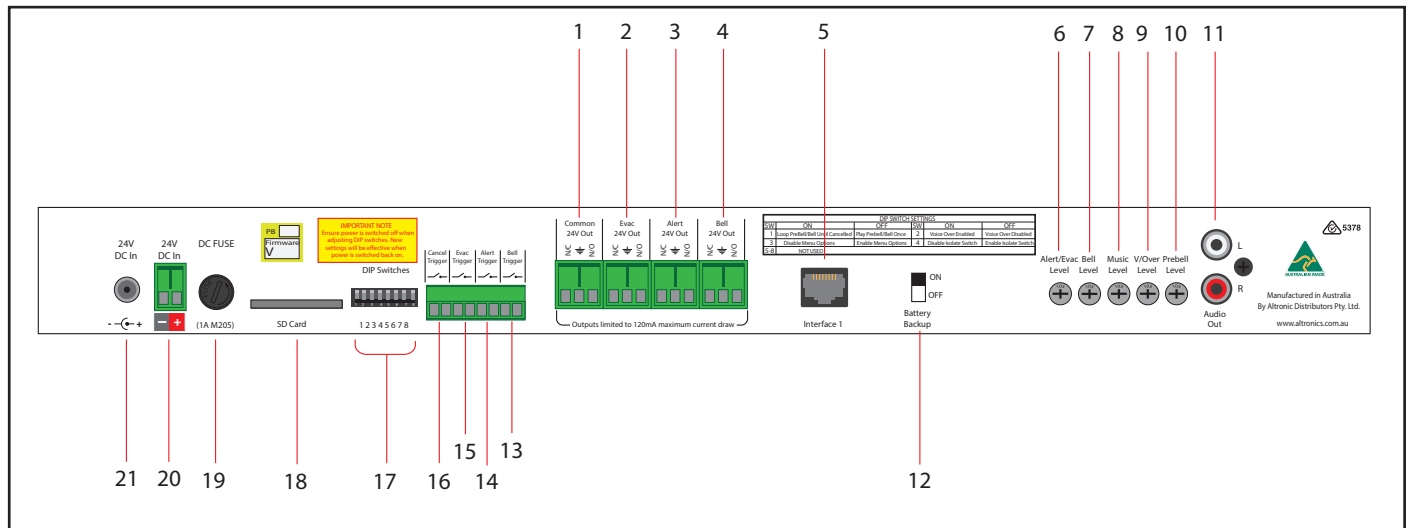 1 2 3 4 5 6 7 8 9 10 11
24V
DC In
24V
DC In
DC FUSE
(1A M205)
- +
− +
PB
Firmware
V
IMPORTANT NOTE
Ensure power is switched off when
adjusting DIP switches. New
settings will be effective when
power is switched back on.
SD Card
DIP Switches
1 2 3 4 5 6 7 8
Cancel
Trigger
Evac
Trigger
Alert
Trigger
Bell
Trigger
Common
24V Out
N/C N/O
Evac
24V Out
N/C N/O
Alert
24V Out
N/C N/O
Bell
24V Out
N/C N/O
Outputs limited to 120mA maximum current draw
DIP SWITCH SETTINGS
SW ON OFF SW ON OFF
1 Loop PreBell/Bell Until Cancelled Play Prebell/Bell Once 2 Voice Over Enabled Voice Over Disabled
3 Disable Menu Options Enable Menu Options 4 Disable Isolate Switch Enable Isolate Switch
5-8 NOT USED
Interface 1
ON
OFF
Battery
Backup
Alert/Evac
Level
Bell
Level
Music
Level
V/Over
Level
Prebell
Level
L
R
Audio
Out
AUSTRALIAN MADE
5378
Manufactured in Australia
By Altronic Distributors Pty. Ltd.
www.altronics.com.au
21 20 19 18 17 16 15 14 13 12